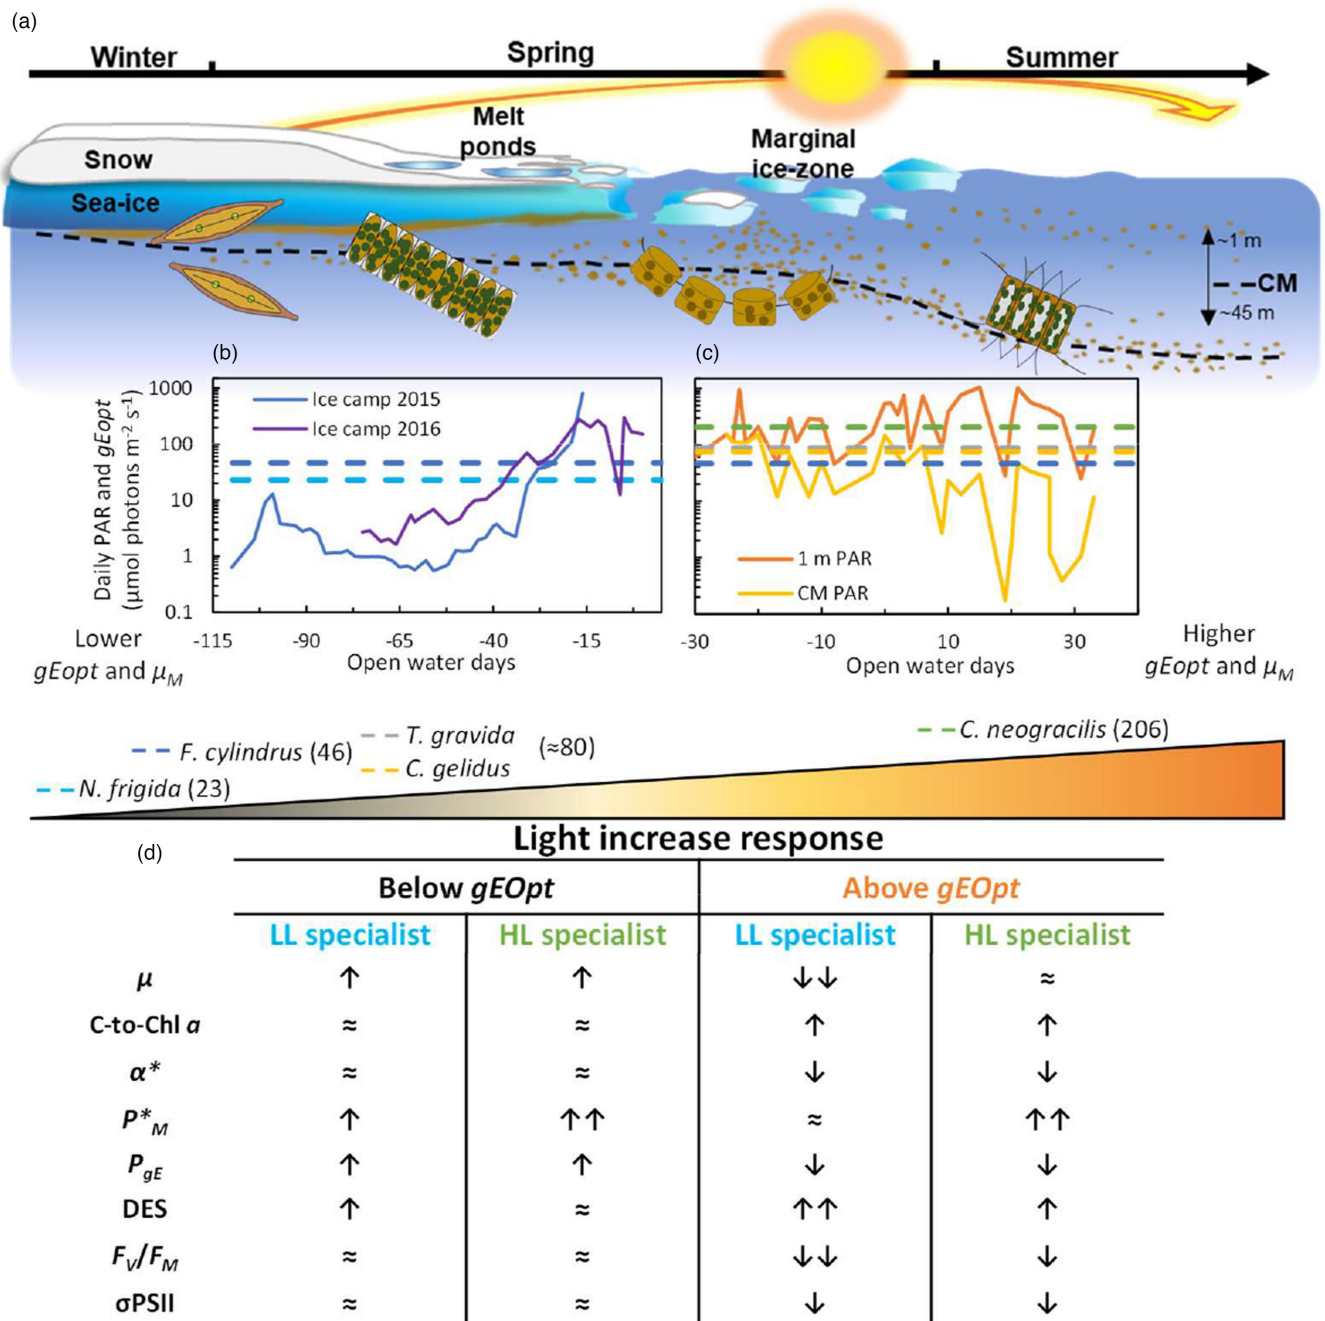 (a)
Winter
Spring
Summer
Melt
ponds
Marginal
ice-zone
Snow
Sea-ice
~1 m
CM
~45 m
(b)
(c)
Daily PAR and gEopt
(µmol photons m⁻² s⁻¹)
1000
100
10
1
0.1
Ice camp 2015
Ice camp 2016
1 m PAR
CM PAR
-115 -90 -65 -40 -15
Open water days
-30 -10 10 30
Open water days
Lower
gEopt and µM
Higher
gEopt and µM
F. cylindrus (46)
T. gravida
C. gelidus
(≈80)
C. neogracilis (206)
N. frigida (23)
Light increase response
(d)
Below gEOpt Above gEOpt
LL specialist HL specialist LL specialist HL specialist
µ ↑ ↑ ↓↓ ≈
C-to-Chl a ≈ ≈ ↑ ↑
α* ≈ ≈ ↓ ↓
P*M ↑ ↑↑ ≈ ↑↑
PgE ↑ ↑ ↓ ↓
DES ↑ ≈ ↑↑ ↑
FV/FM ≈ ≈ ↓↓ ↓
σPSII ≈ ≈ ↓ ↓